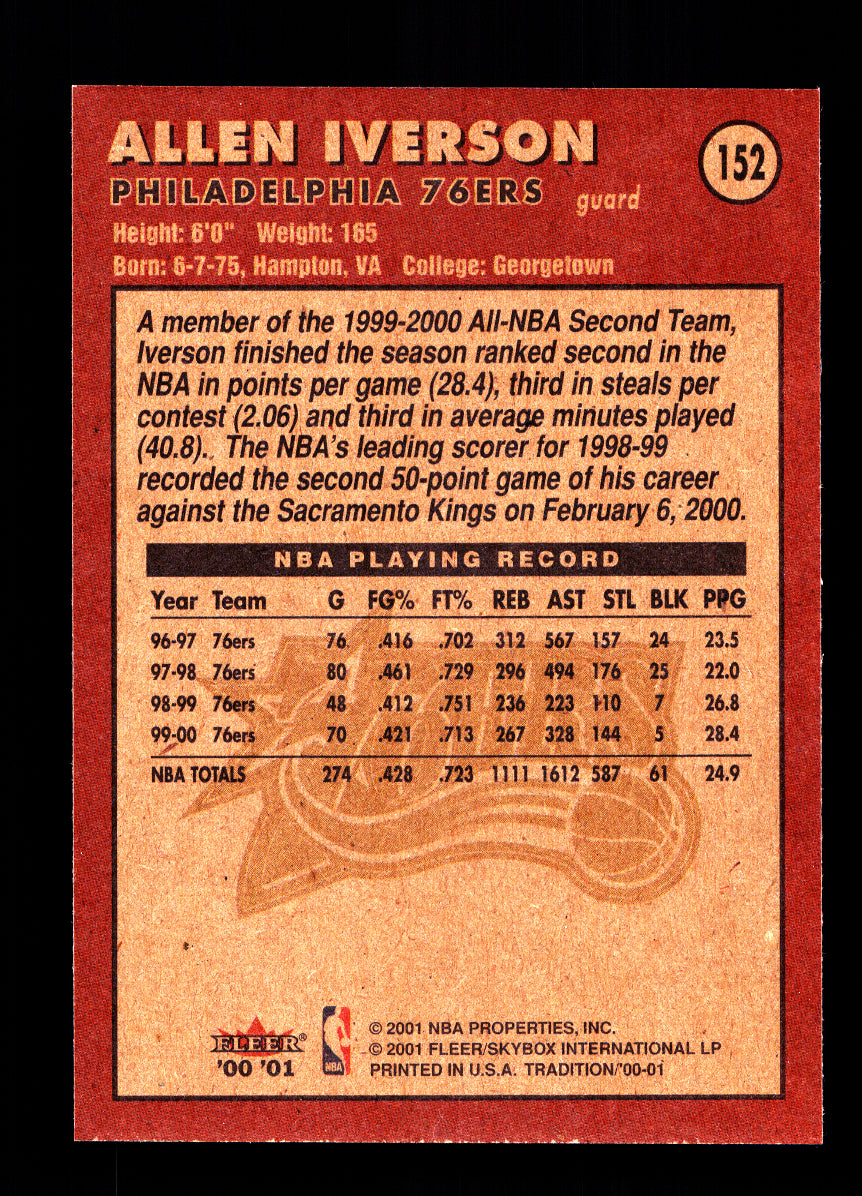 ALLEN IVERSON
152
PHILADELPHIA 76ERS guard
Height: 6'0" Weight: 165
Born: 6-7-75, Hampton, VA College: Georgetown
A member of the 1999-2000 All-NBA Second Team,
Iverson finished the season ranked second in the
NBA in points per game (28.4), third in steals per
contest (2.06) and third in average minutes played
(40.8). The NBA's leading scorer for 1998-99
recorded the second 50-point game of his career
against the Sacramento Kings on February 6, 2000.
NBA PLAYING RECORD
Year Team G FG% FT% REB AST STL BLK PPG
96-97 76ers 76 .416 .702 312 567 157 24 23.5
97-98 76ers 80 .461 .729 296 494 176 25 22.0
98-99 76ers 48 .412 .751 236 223 110 7 26.8
99-00 76ers 70 .421 .713 267 328 144 5 28.4
NBA TOTALS 274 .428 .723 1111 1612 587 61 24.9
76ERS
FLEER®
'00 '01
NBA
© 2001 NBA PROPERTIES, INC.
© 2001 FLEER/SKYBOX INTERNATIONAL LP
PRINTED IN U.S.A. TRADITION/'00-01